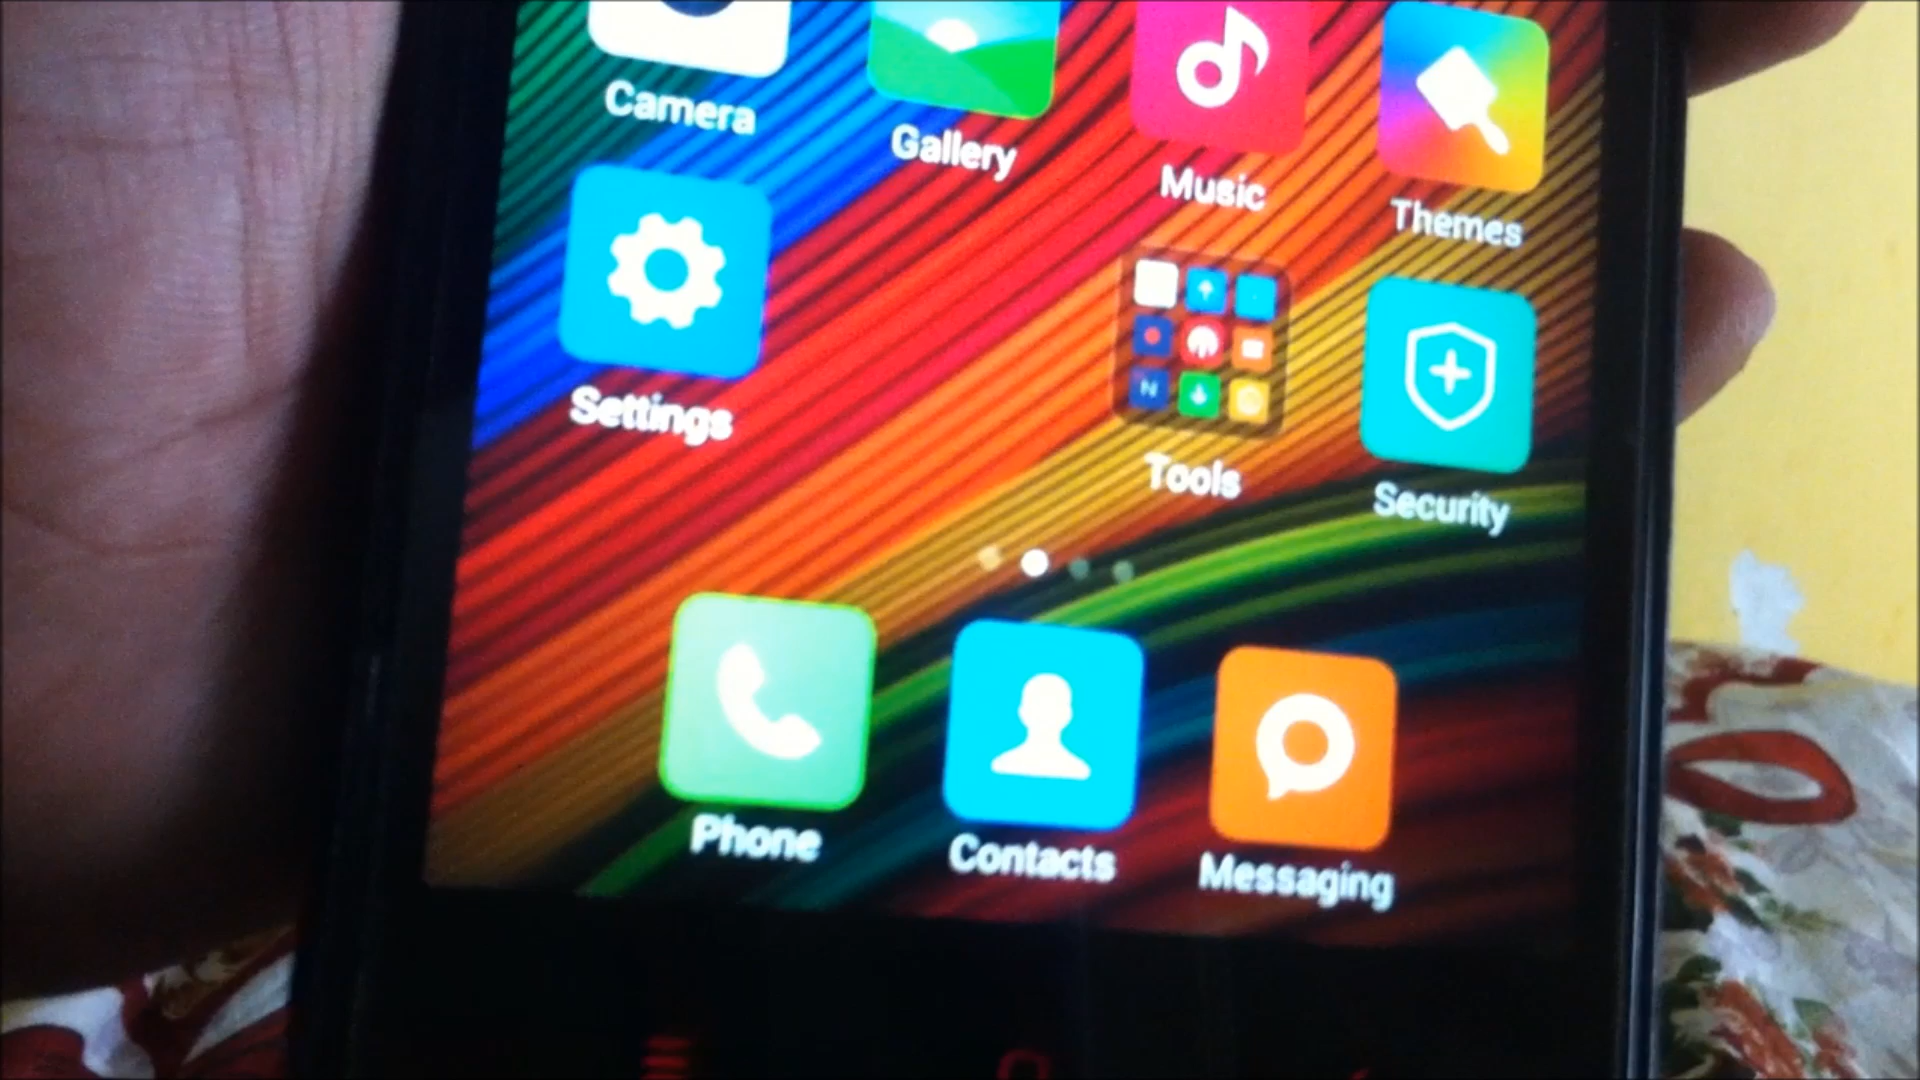 Camera
Gallery
Music
Themes
Settings
Tools
Security
Phone
Contacts
Messaging